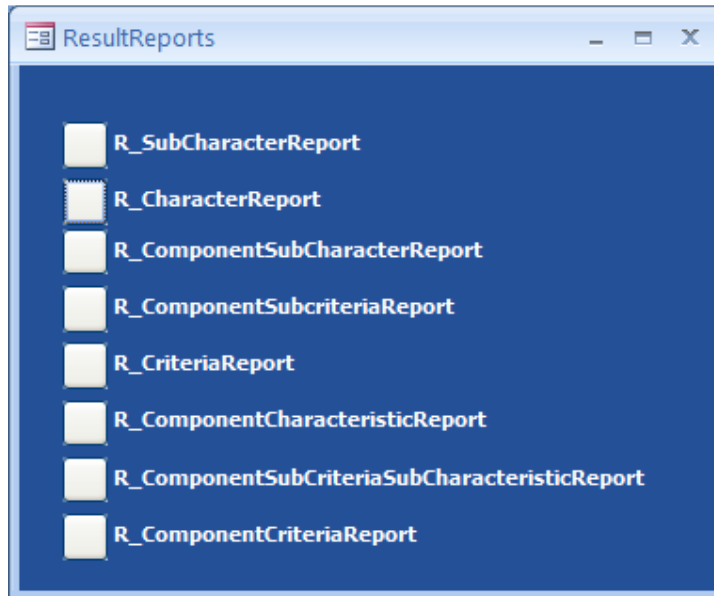 ResultReports
R_SubCharacterReport
R_CharacterReport
R_ComponentSubCharacterReport
R_ComponentSubcriteriaReport
R_CriteriaReport
R_ComponentCharacteristicReport
R_ComponentSubCriteriaSubCharacteristicReport
R_ComponentCriteriaReport